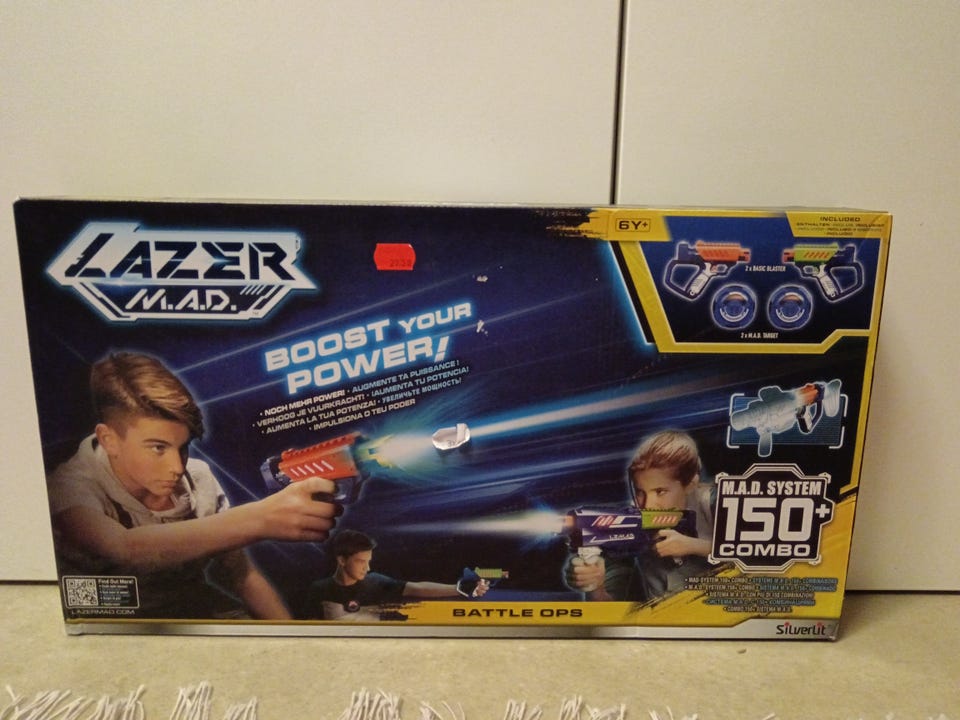 LAZER
M.A.D.
BOOST YOUR
POWER!
• NOCH MEHR POWER! • AUGMENTE TA PUISSANCE !
• VERHOOG JE VUURKRACHT! • ¡AUMENTA TU POTENCIA!
• AUMENTA LA TUA POTENZA! • УВЕЛИЧЬТЕ МОЩНОСТЬ!
• IMPULSIONA O TEU PODER
6Y+
INCLUDED
2 x BASIC BLASTER
2 x M.A.D. TARGET
M.A.D. SYSTEM
150+
COMBO
Find Out More!
LAZERMAD.COM
BATTLE OPS
SilverLit